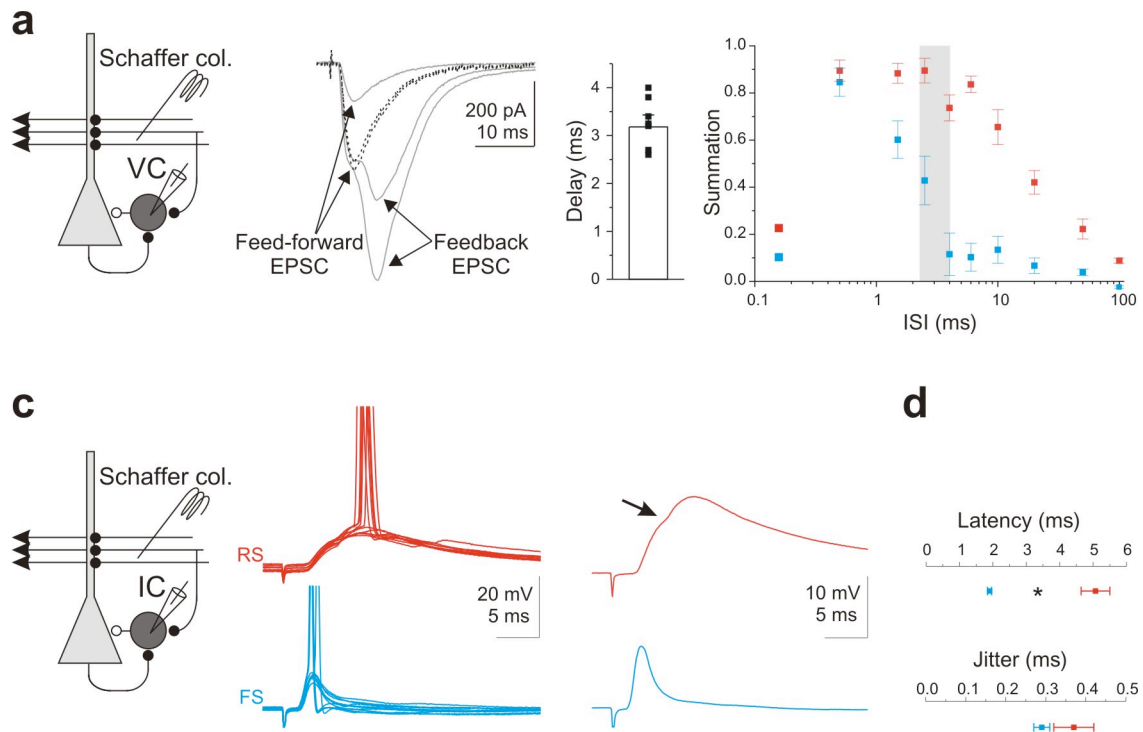 a
Schaffer col.
VC
200 pA
10 ms
Feed-forward
EPSC
Feedback
EPSC
Delay (ms)
4
3
2
1
0
Summation
1.0
0.8
0.6
0.4
0.2
0.0
0.1
1
10
100
ISI (ms)
c
Schaffer col.
IC
RS
FS
20 mV
5 ms
10 mV
5 ms
d
Latency (ms)
0 1 2 3 4 5 6
*
Jitter (ms)
0.0 0.1 0.2 0.3 0.4 0.5